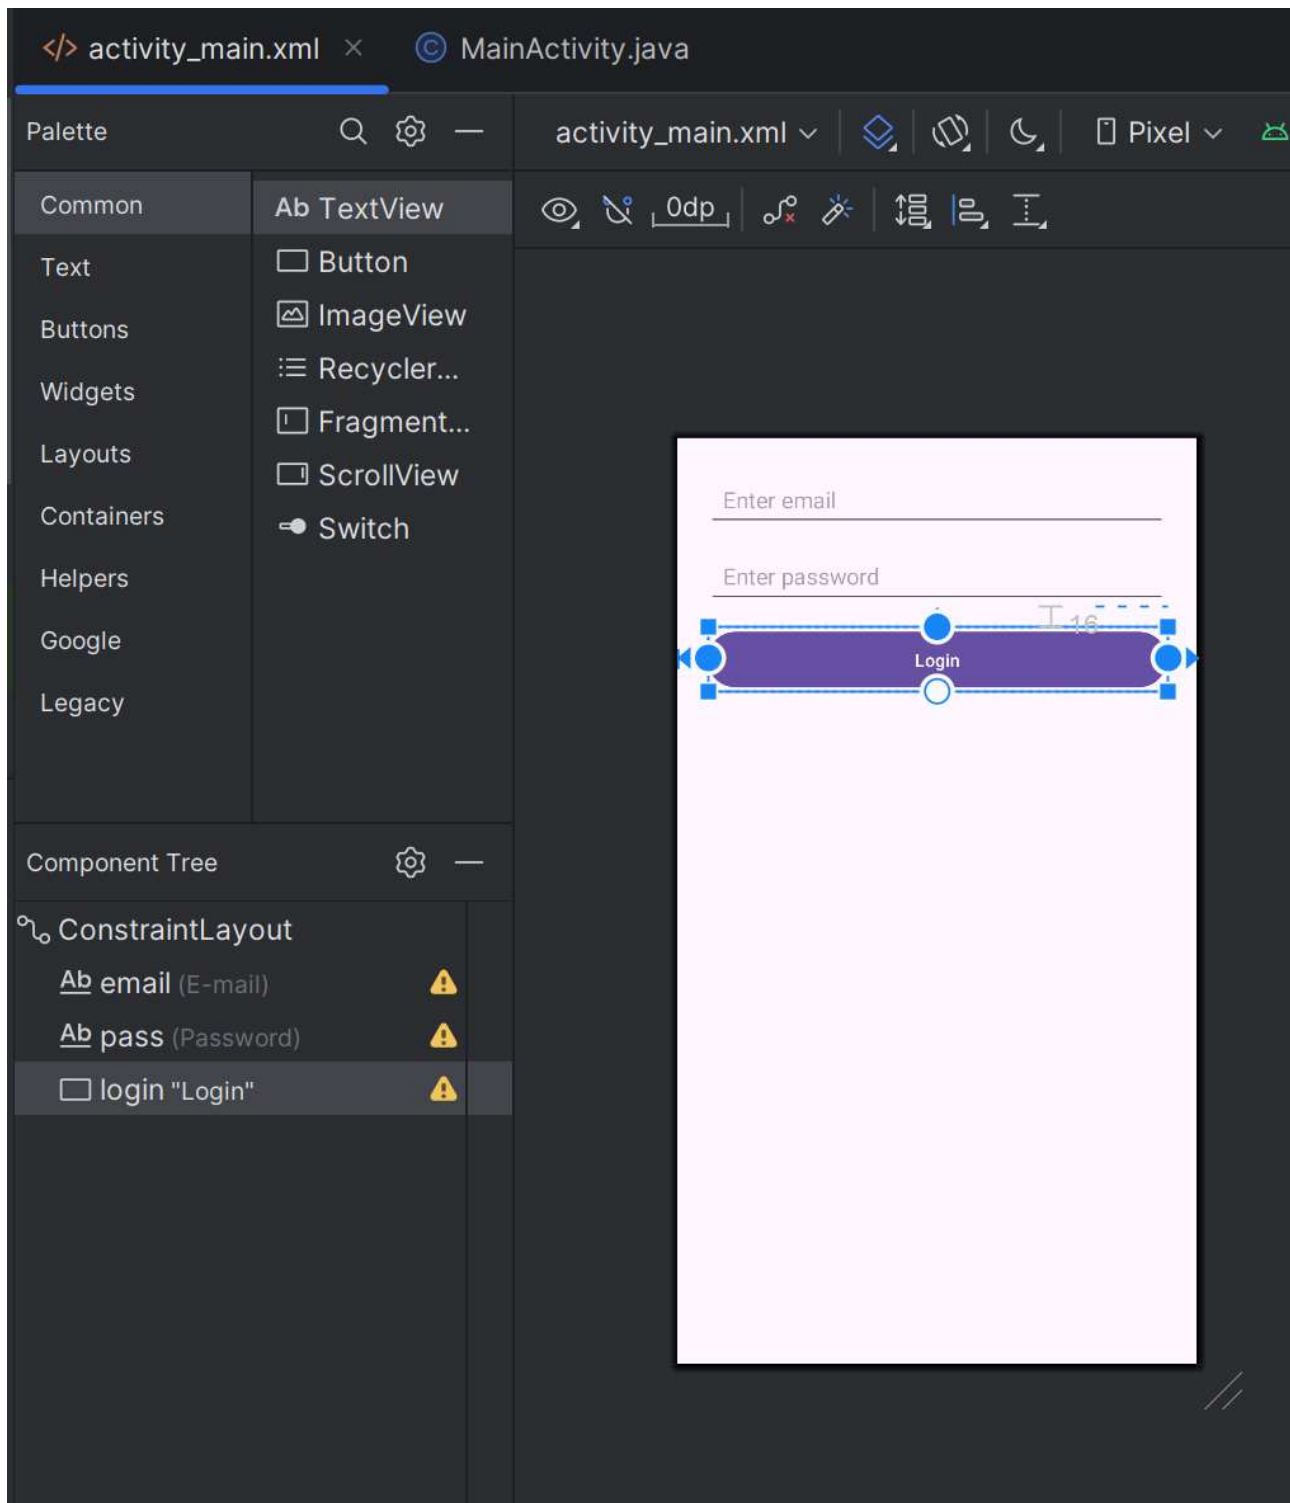 </> activity_main.xml × © MainActivity.java
Palette
activity_main.xml
Pixel
Common
Text
Buttons
Widgets
Layouts
Containers
Helpers
Google
Legacy
Ab TextView
Button
ImageView
Recycler...
Fragment...
ScrollView
Switch
0dp
Enter email
Enter password
16
Login
Component Tree
ConstraintLayout
Ab email (E-mail)
Ab pass (Password)
login "Login"